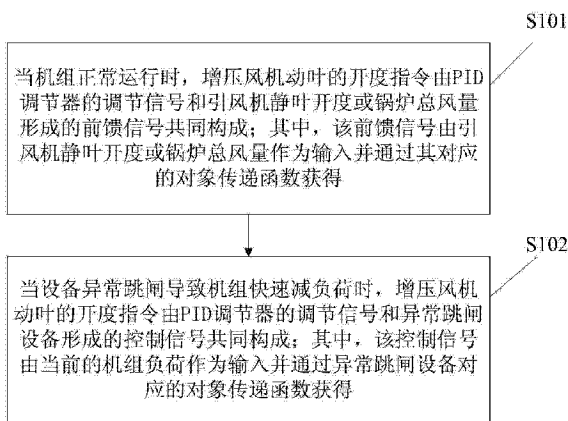 S101
当机组正常运行时，增压风机动叶的开度指令由PID
调节器的调节信号和引风机静叶开度或锅炉总风量
形成的前馈信号共同构成；其中，该前馈信号由引
风机静叶开度或锅炉总风量作为输入并通过其对应
的对象传递函数获得
S102
当设备异常跳闸导致机组快速减负荷时，增压风机
动叶的开度指令由PID调节器的调节信号和异常跳闸
设备形成的控制信号共同构成；其中，该控制信号
由当前的机组负荷作为输入并通过异常跳闸设备对
应的对象传递函数获得